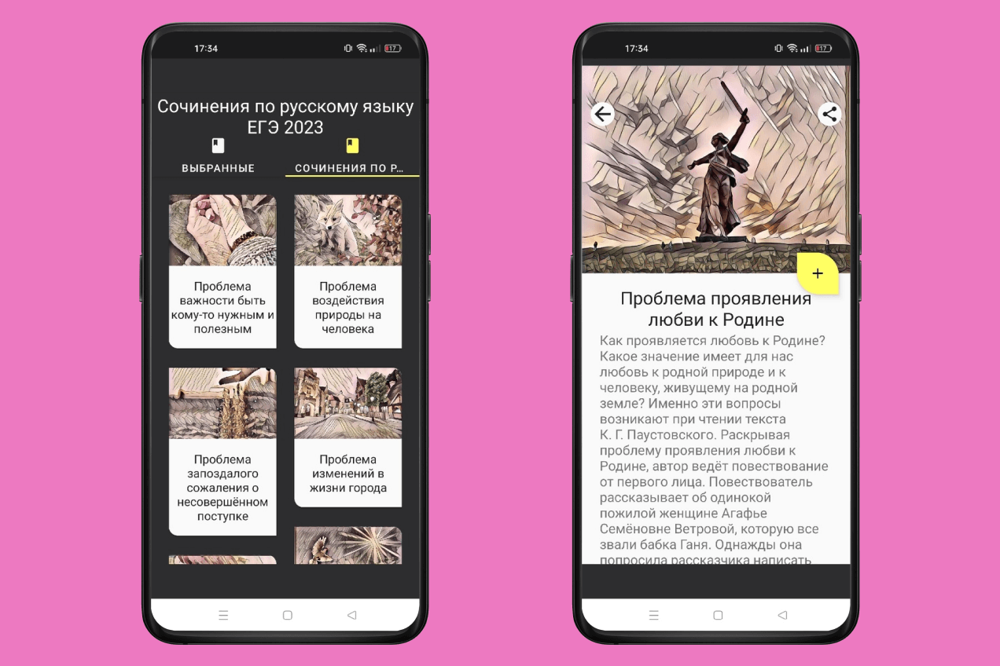 17:34
17
Сочинения по русскому языку
ЕГЭ 2023
ВЫБРАННЫЕ
СОЧИНЕНИЯ ПО Р...
Проблема
важности быть
кому-то нужным и
полезным
Проблема
воздействия
природы на
человека
Проблема
запоздалого
сожаления о
несовершённом
поступке
Проблема
изменений в
жизни города
17:34
17
+
Проблема проявления
любви к Родине
Как проявляется любовь к Родине?
Какое значение имеет для нас
любовь к родной природе и к
человеку, живущему на родной
земле? Именно эти вопросы
возникают при чтении текста
К. Г. Паустовского. Раскрывая
проблему проявления любви к
Родине, автор ведёт повествование
от первого лица. Повествователь
рассказывает об одинокой
пожилой женщине Агафье
Семёновне Ветровой, которую все
звали бабка Ганя. Однажды она
попросила рассказчика написать